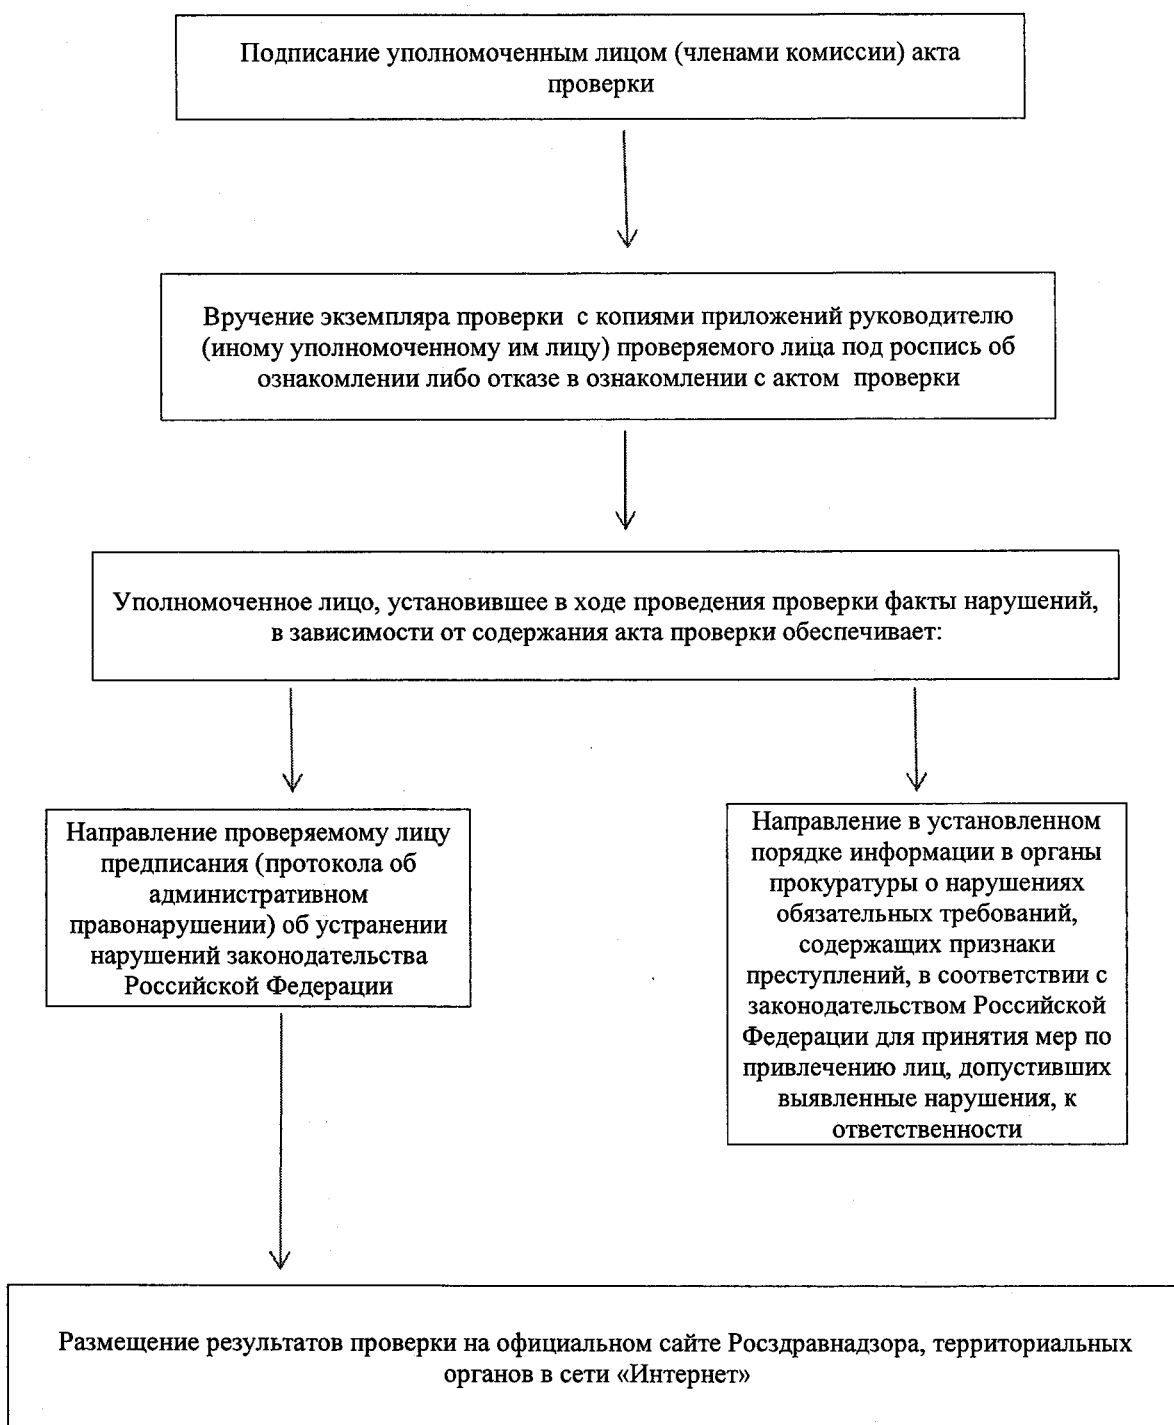 Подписание уполномоченным лицом (членами комиссии) акта
проверки
Вручение экземпляра проверки с копиями приложений руководителю
(иному уполномоченному им лицу) проверяемого лица под роспись об
ознакомлении либо отказе в ознакомлении с актом проверки
Уполномоченное лицо, установившее в ходе проведения проверки факты нарушений,
в зависимости от содержания акта проверки обеспечивает:
Направление проверяемому лицу
предписания (протокола об
административном
правонарушении) об устранении
нарушений законодательства
Российской Федерации
Направление в установленном
порядке информации в органы
прокуратуры о нарушениях
обязательных требований,
содержащих признаки
преступлений, в соответствии с
законодательством Российской
Федерации для принятия мер по
привлечению лиц, допустивших
выявленные нарушения, к
ответственности
Размещение результатов проверки на официальном сайте Росздравнадзора, территориальных
органов в сети «Интернет»